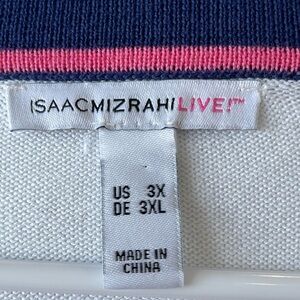 ISAACMIZRAHILIVE!™
US 3X
DE 3XL
MADE IN
CHINA